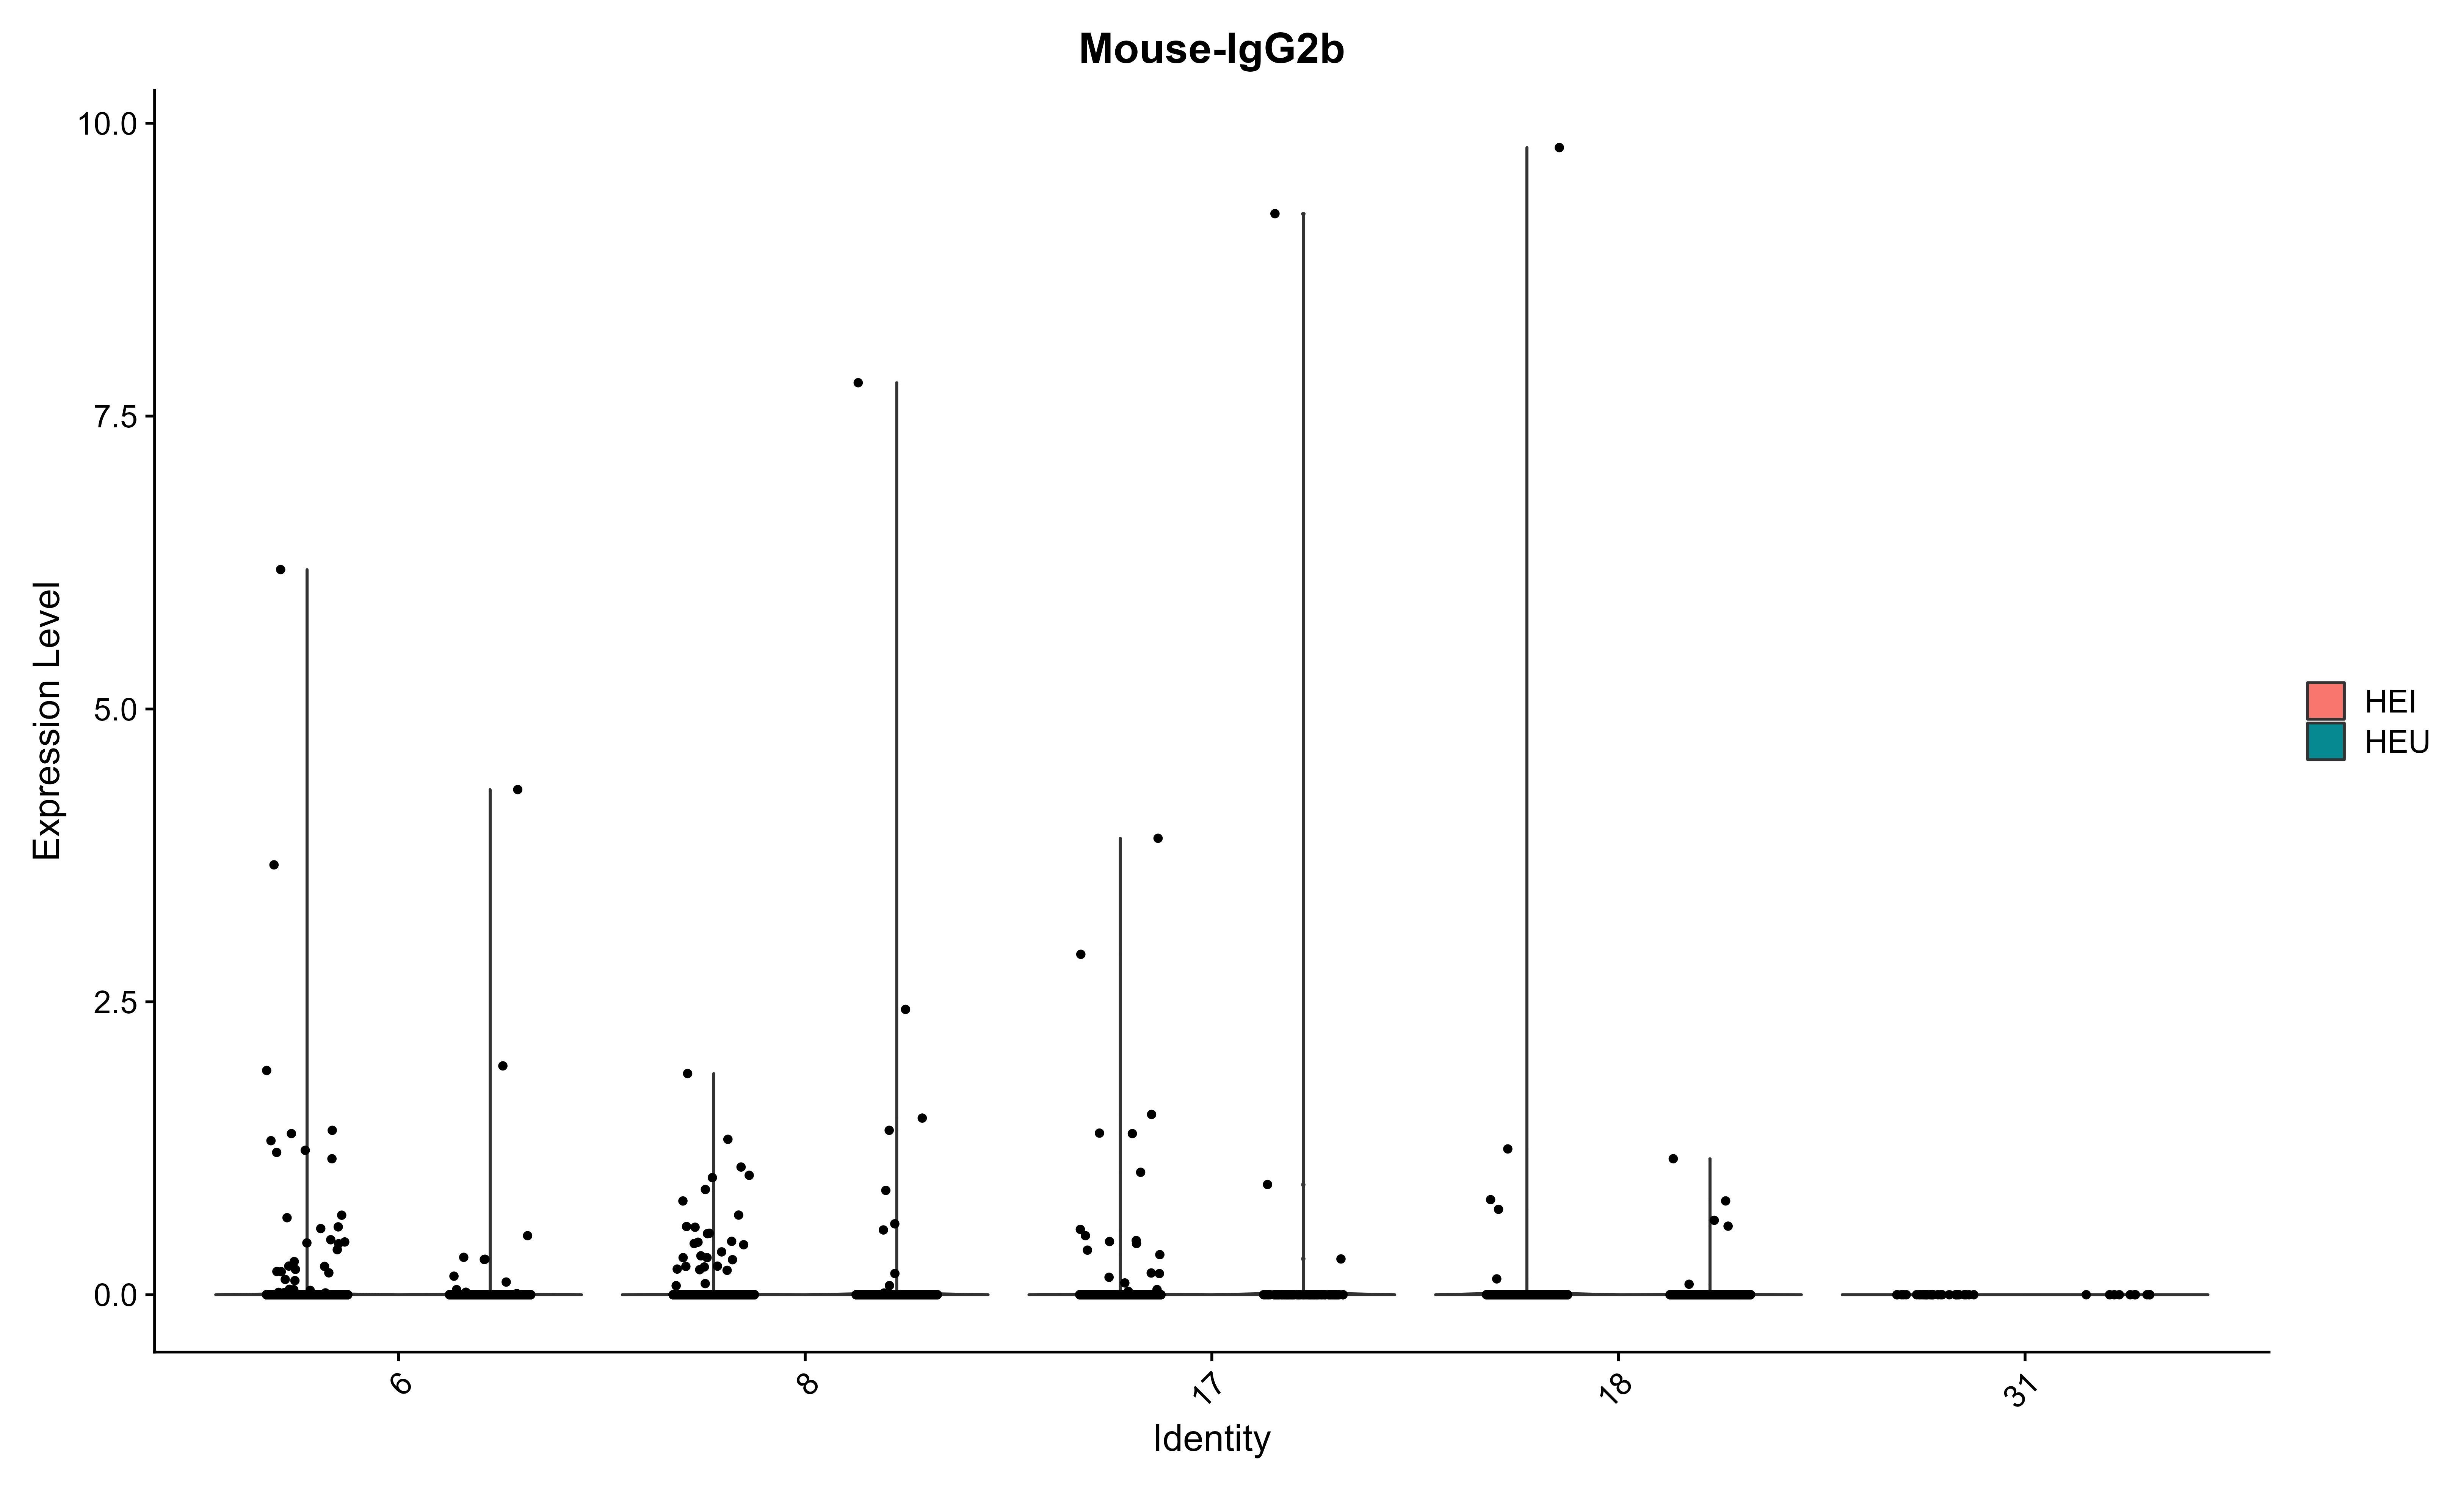 Mouse-IgG2b
10.0
7.5
5.0
2.5
0.0
Expression Level
6
8
17
18
31
Identity
HEI
HEU